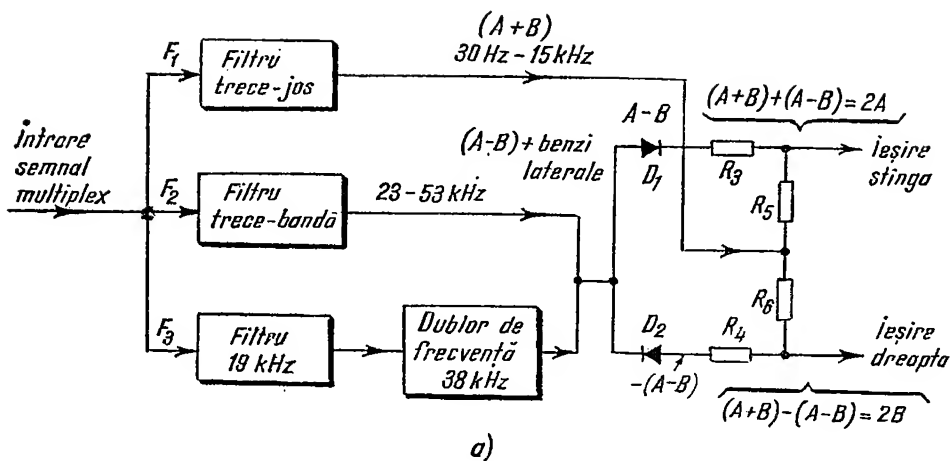 (A+B)
F1
Filtru
trece-jos
30 Hz-15 kHz
(A+B)+(A-B)=2A
Întrare
semnal
multiplex
(A-B)+benzi
laterale
A-B
D1
R3
Ieșire
stînga
F2
Filtru
trece-bandă
23-53 kHz
R5
R6
F3
Filtru
19 kHz
Dublor de
frecvență
38 kHz
D2
R4
-(A-B)
Ieșire
dreapta
(A+B)-(A-B)=2B
a)